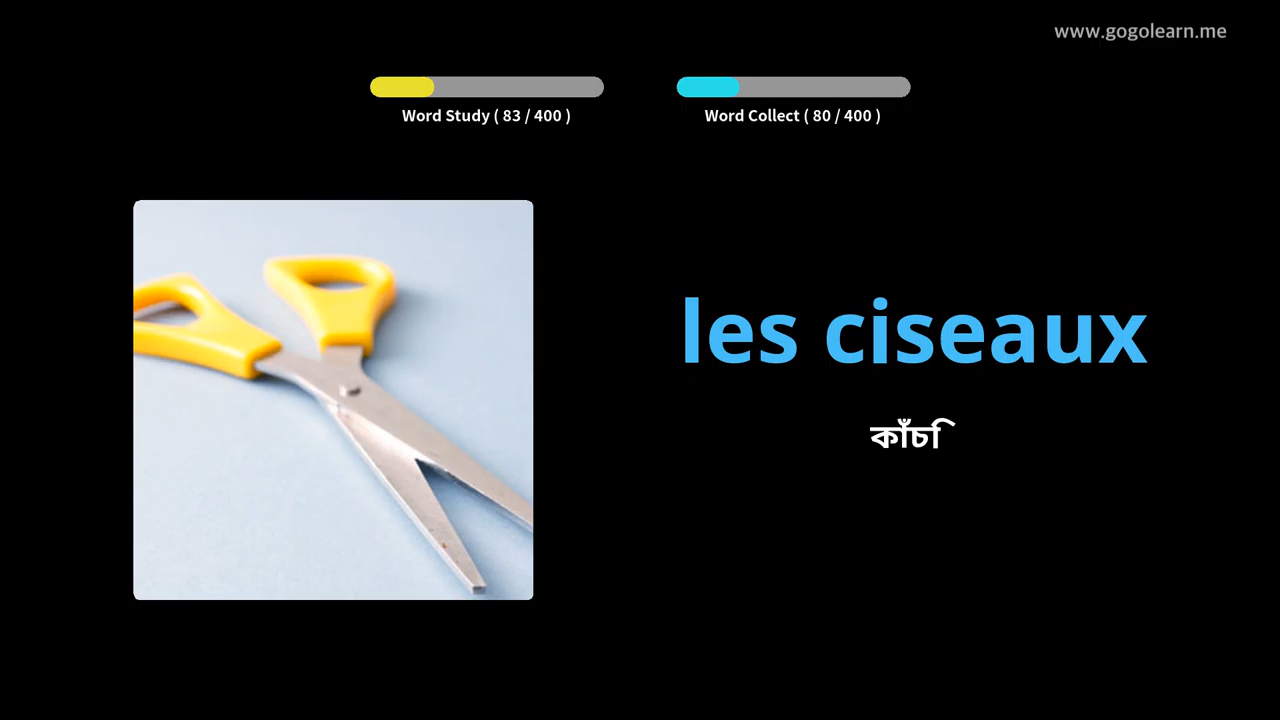 www.gogolearn.me
Word Study ( 83 / 400 )
Word Collect ( 80 / 400 )
les ciseaux
কাঁচি